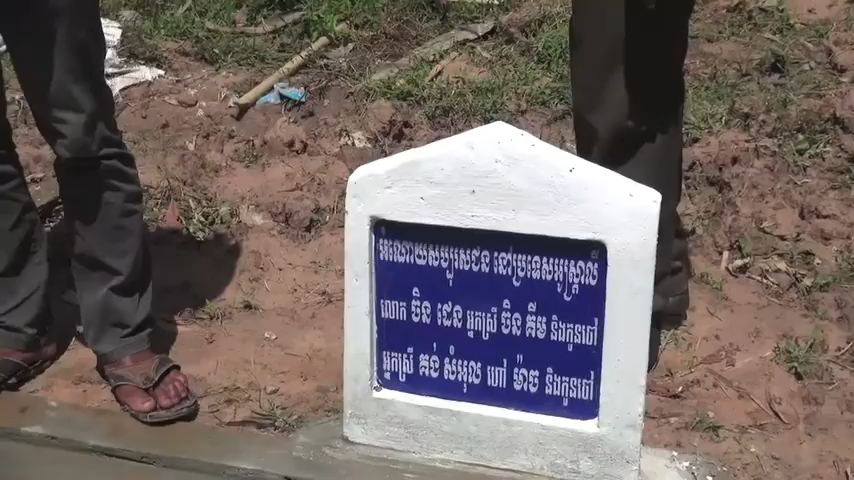 អំណោយសប្បុរសជន នៅប្រទេសអូស្ត្រាលី
លោក ចិន ដេន អ្នកស្រី ចិន គីម និងកូនចៅ
អ្នកស្រី គង់ សំអុល ហៅ ម៉ាច និងកូនចៅ